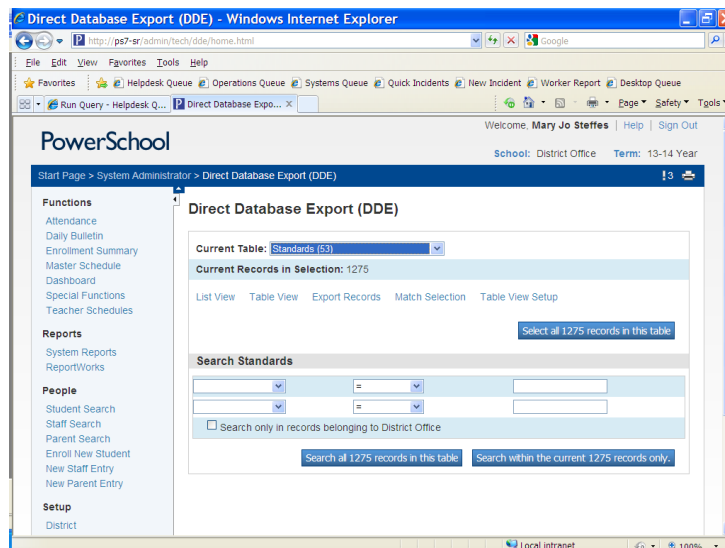 Direct Database Export (DDE) - Windows Internet Explorer
http://ps7-sr/admin/tech/dde/home.html
Google
File Edit View Favorites Tools Help
Favorites Helpdesk Queue Operations Queue Systems Queue Quick Incidents New Incident Worker Report Desktop Queue
Run Query - Helpdesk Q... Direct Database Expo... Page Safety Tools
Welcome, Mary Jo Steffes | Help | Sign Out
PowerSchool
School: District Office Term: 13-14 Year
Start Page > System Administrator > Direct Database Export (DDE) !3
Functions
Attendance
Daily Bulletin
Enrollment Summary
Master Schedule
Dashboard
Special Functions
Teacher Schedules
Reports
System Reports
ReportWorks
People
Student Search
Staff Search
Parent Search
Enroll New Student
New Staff Entry
New Parent Entry
Setup
District
Direct Database Export (DDE)
Current Table: Standards (53)
Current Records in Selection: 1275
List View Table View Export Records Match Selection Table View Setup
Select all 1275 records in this table
Search Standards
=
=
Search only in records belonging to District Office
Search all 1275 records in this table Search within the current 1275 records only.
Local intranet 100%